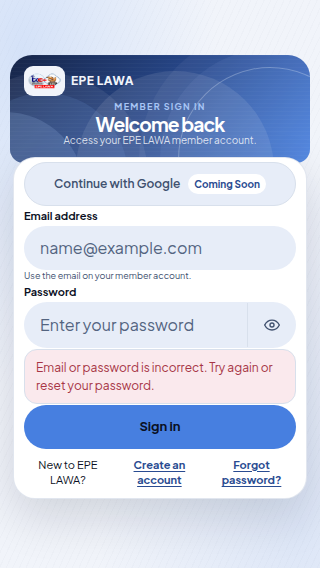 EPE LAWA
MEMBER SIGN IN
Welcome back
Access your EPE LAWA member account.
Continue with Google Coming Soon
Email address
name@example.com
Use the email on your member account.
Password
Enter your password
Email or password is incorrect. Try again or
reset your password.
Sign in
New to EPE
LAWA?
Create an
account
Forgot
password?